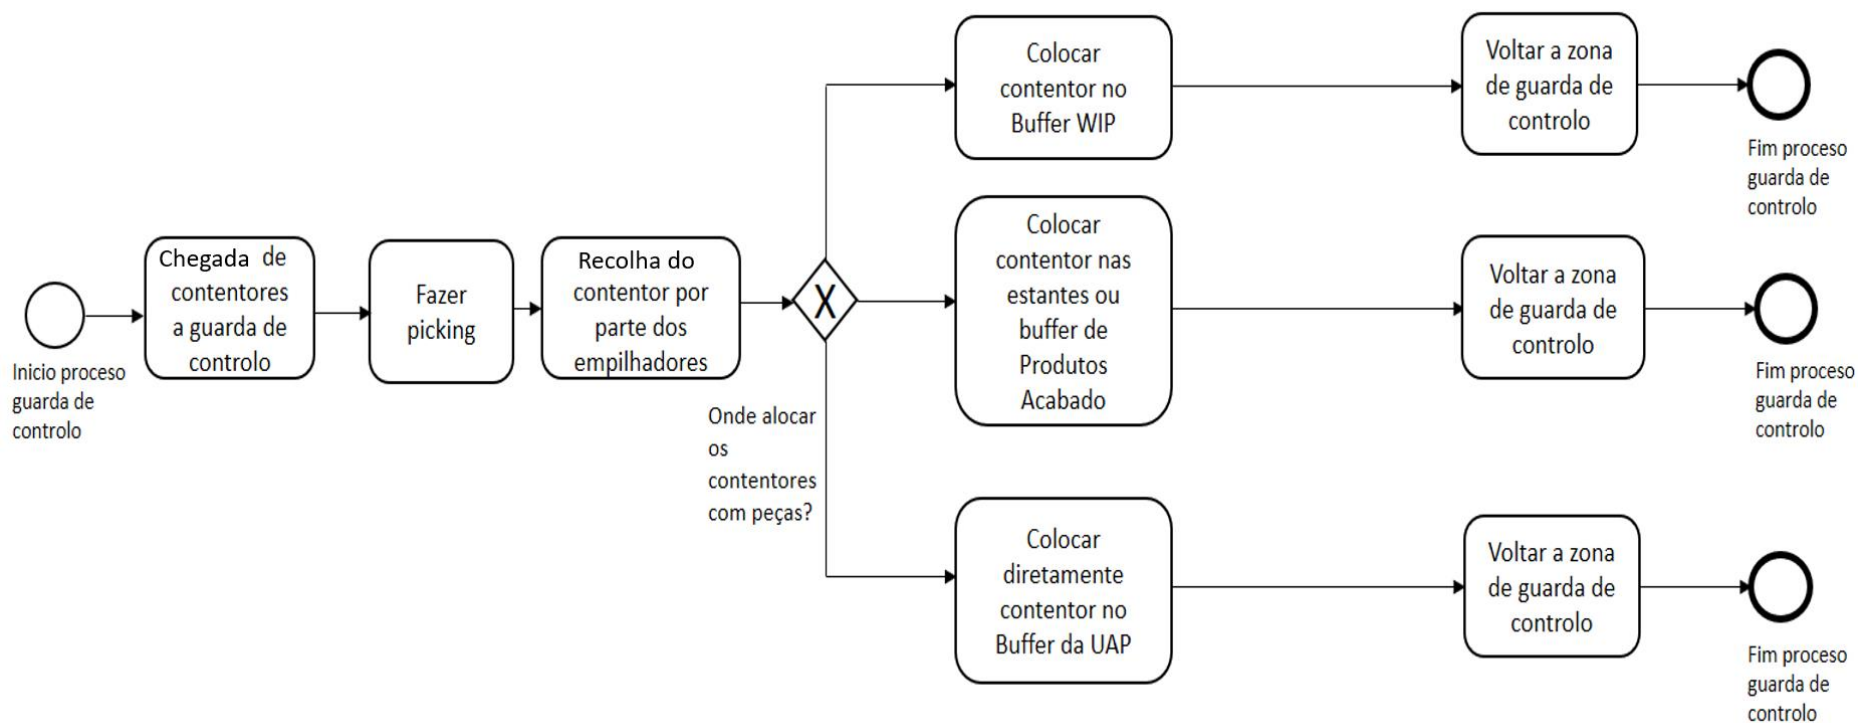 Inicio proceso
guarda de
controlo
Chegada de
contentores
a guarda de
controlo
Fazer
picking
Recolha do
contentor por
parte dos
empilhadores
X
Onde alocar
os
contentores
com peças?
Colocar
contentor no
Buffer WIP
Voltar a zona
de guarda de
controlo
Fim proceso
guarda de
controlo
Colocar
contentor nas
estantes ou
buffer de
Produtos
Acabado
Voltar a zona
de guarda de
controlo
Fim proceso
guarda de
controlo
Colocar
diretamente
contentor no
Buffer da UAP
Voltar a zona
de guarda de
controlo
Fim proceso
guarda de
controlo